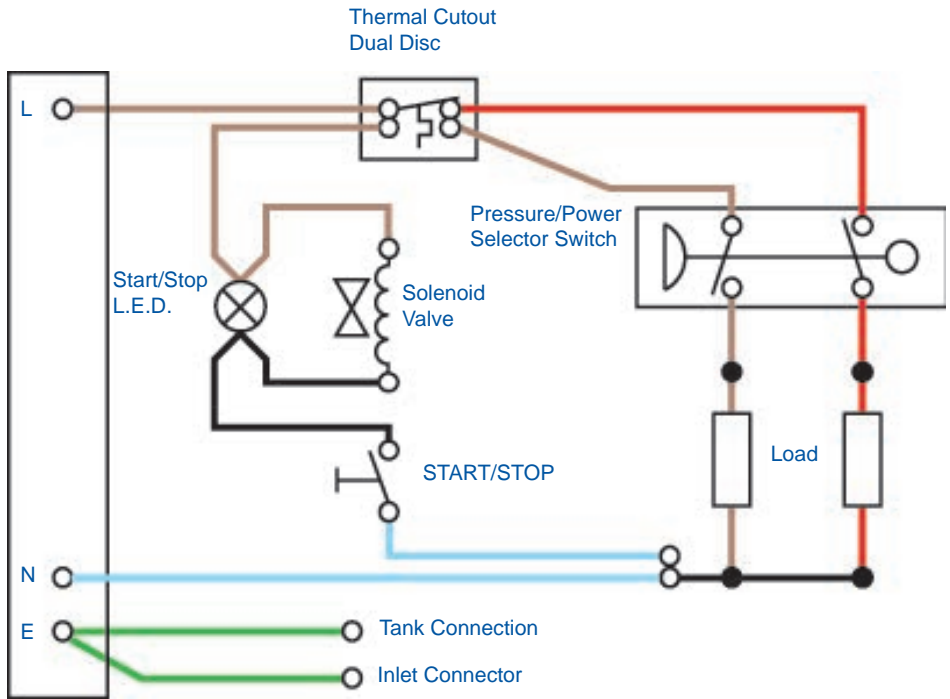 Thermal Cutout
Dual Disc
L
Pressure/Power
Selector Switch
Start/Stop
L.E.D.
Solenoid
Valve
Load
START/STOP
N
E
Tank Connection
Inlet Connector